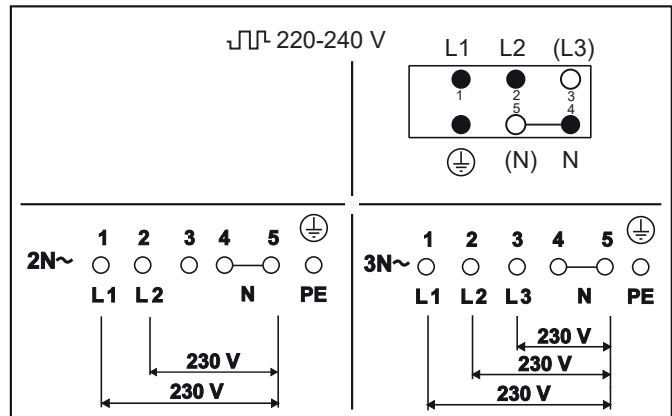 220-240 V
L1 L2 (L3)
1 2 3
5 4
(N) N
1 2 3 4 5
2N~
L1 L2 N PE
230 V
230 V
1 2 3 4 5
3N~
L1 L2 L3 N PE
230 V
230 V
230 V